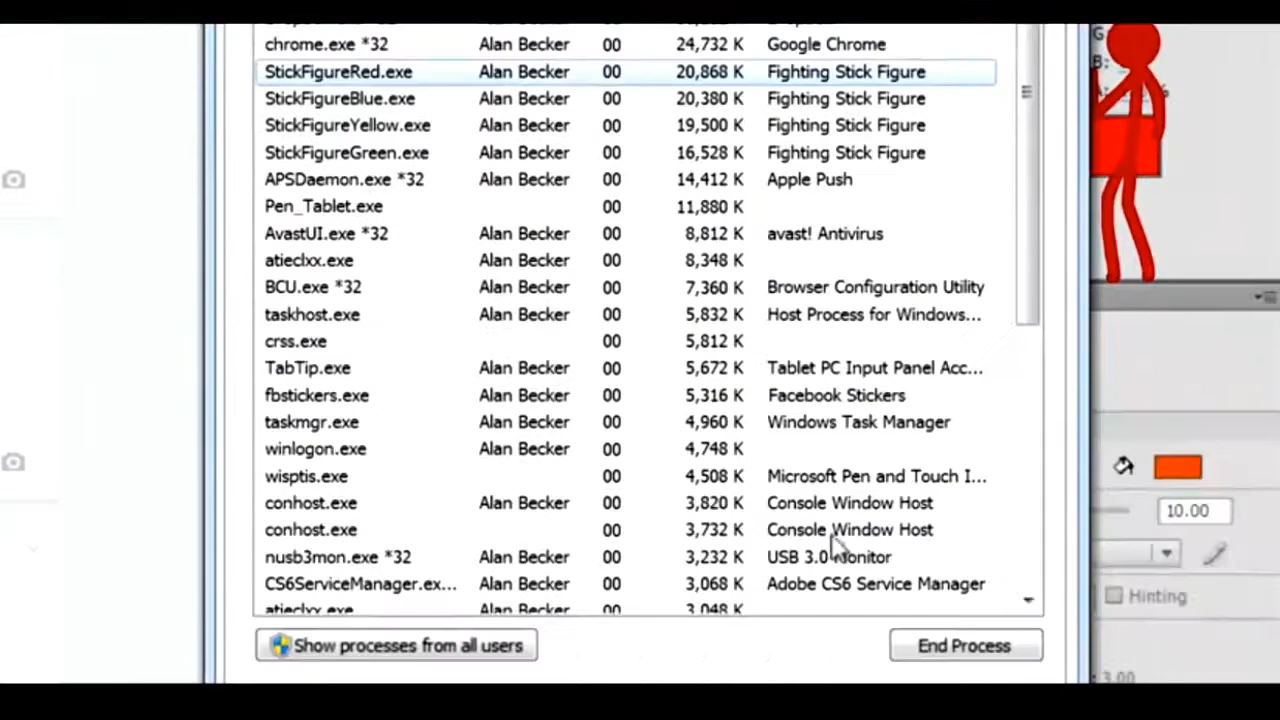 chrome.exe *32 Alan Becker 00 24,732 K Google Chrome
StickFigureRed.exe Alan Becker 00 20,868 K Fighting Stick Figure
StickFigureBlue.exe Alan Becker 00 20,380 K Fighting Stick Figure
StickFigureYellow.exe Alan Becker 00 19,500 K Fighting Stick Figure
StickFigureGreen.exe Alan Becker 00 16,528 K Fighting Stick Figure
APSDaemon.exe *32 Alan Becker 00 14,412 K Apple Push
Pen_Tablet.exe 00 11,880 K
AvastUI.exe *32 Alan Becker 00 8,812 K avast! Antivirus
atieclxx.exe 00 8,348 K
BCU.exe *32 Alan Becker 00 7,360 K Browser Configuration Utility
taskhost.exe Alan Becker 00 5,832 K Host Process for Windows...
crss.exe 00 5,812 K
TabTip.exe Alan Becker 00 5,672 K Tablet PC Input Panel Acc...
fbstickers.exe Alan Becker 00 5,316 K Facebook Stickers
taskmgr.exe Alan Becker 00 4,960 K Windows Task Manager
winlogon.exe Alan Becker 00 4,748 K
wisptis.exe 00 4,508 K Microsoft Pen and Touch I...
conhost.exe Alan Becker 00 3,820 K Console Window Host
conhost.exe 00 3,732 K Console Window Host
nusb3mon.exe *32 Alan Becker 00 3,232 K USB 3.0 Monitor
CS6ServiceManager.ex... Alan Becker 00 3,068 K Adobe CS6 Service Manager
atieclxx.exe Alan Becker 00 3,048 K
Show processes from all users
End Process
G
B:
10.00
Hinting
3.00